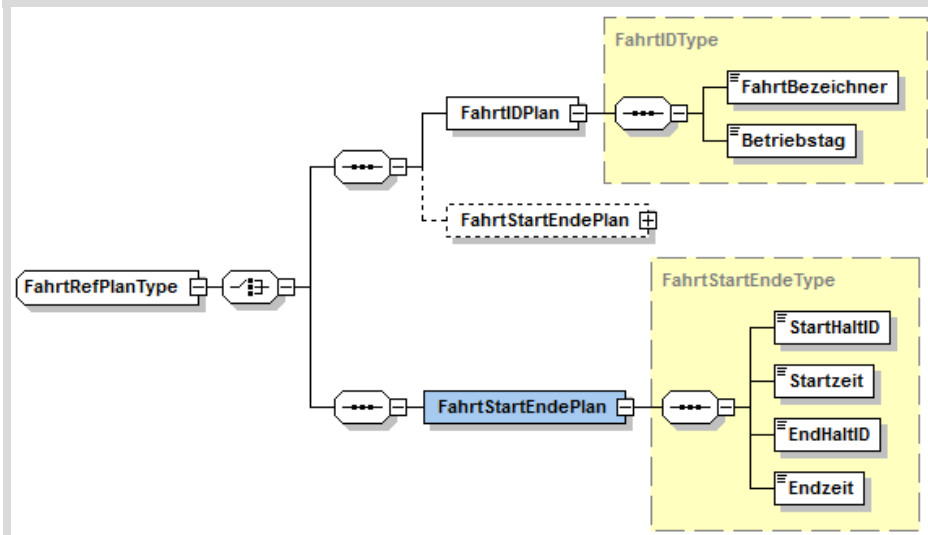 FahrtIDType
FahrtBezeichner
FahrtIDPlan
Betriebstag
FahrtStartEndePlan
FahrtRefPlanType
FahrtStartEndeType
StartHaltID
Startzeit
FahrtStartEndePlan
EndHaltID
Endzeit